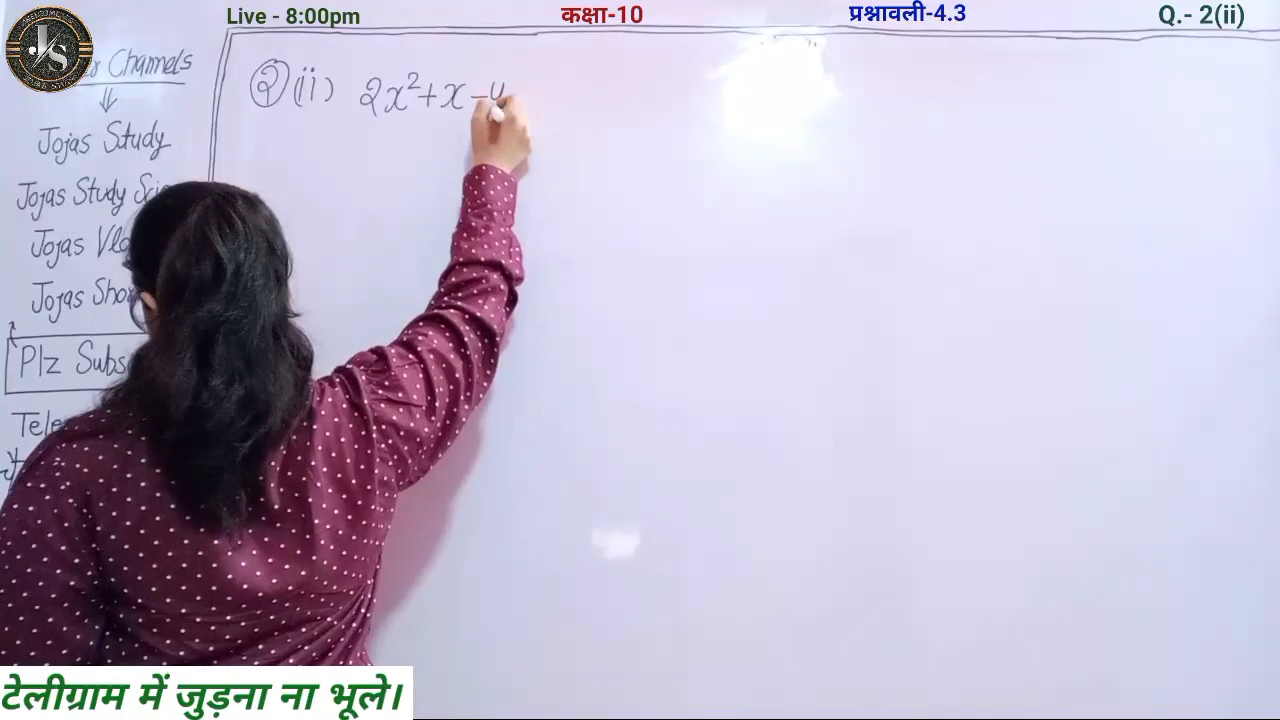 Live - 8:00pm
कक्षा-10
प्रश्नावली-4.3
Q.- 2(ii)
J/S
Channels
Jojas Study
Jojas Study
Jojas
Jojas
Plz
② (ii) 2x²+x-4
टेलीग्राम में जुड़ना ना भूले।